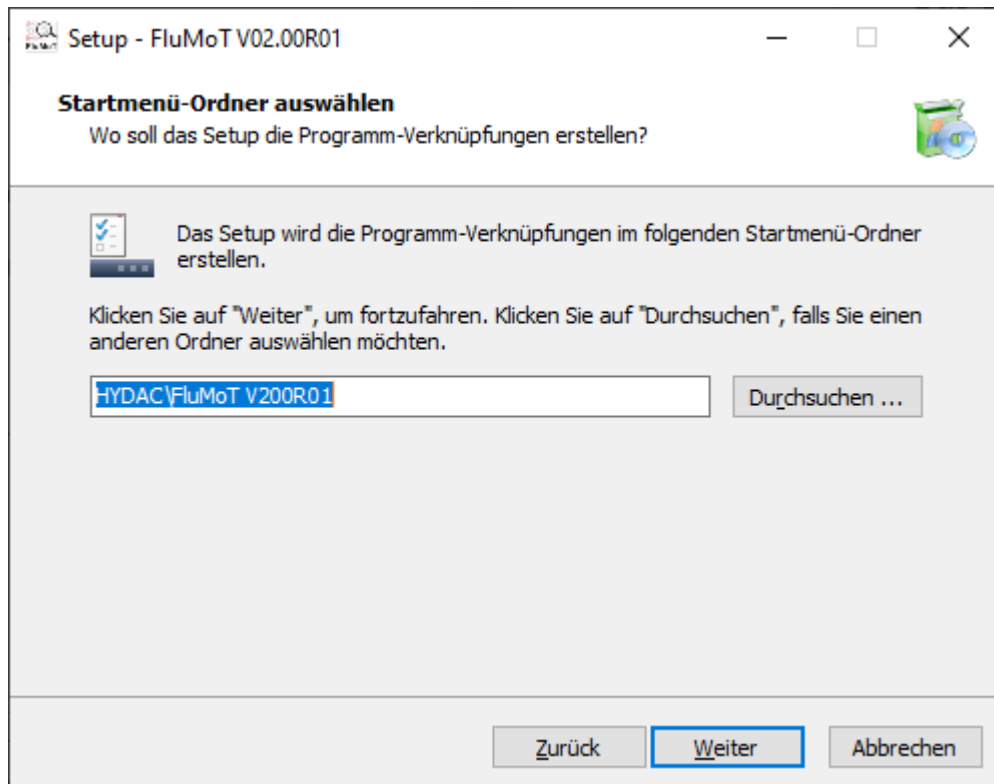 Setup - FluMoT V02.00R01
Startmenü-Ordner auswählen
Wo soll das Setup die Programm-Verknüpfungen erstellen?
Das Setup wird die Programm-Verknüpfungen im folgenden Startmenü-Ordner
erstellen.
Klicken Sie auf "Weiter", um fortzufahren. Klicken Sie auf "Durchsuchen", falls Sie einen
anderen Ordner auswählen möchten.
HYDAC\FluMoT V200R01
Durchsuchen ...
Zurück
Weiter
Abbrechen